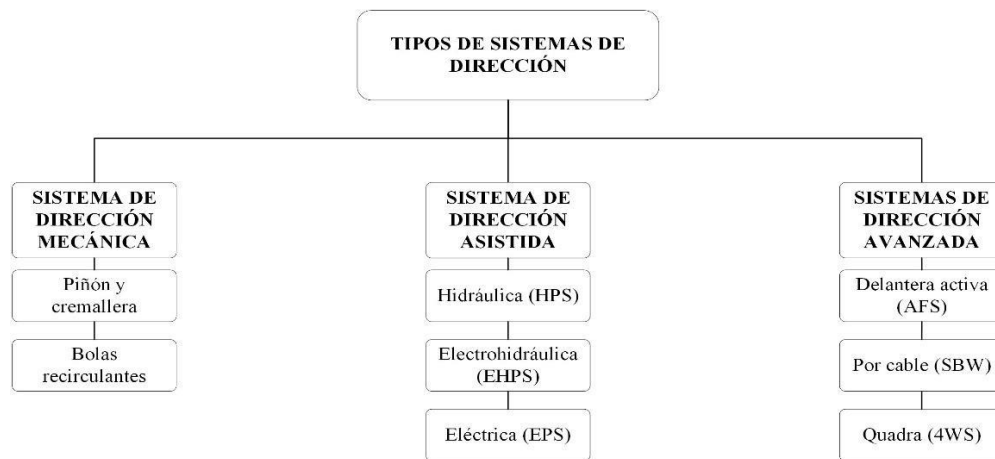 TIPOS DE SISTEMAS DE
DIRECCIÓN
SISTEMA DE
DIRECCIÓN
MECÁNICA
Piñón y
cremallera
Bolas
recirculantes
SISTEMA DE
DIRECCIÓN
ASISTIDA
Hidráulica (HPS)
Electrohidráulica
(EHPS)
Eléctrica (EPS)
SISTEMAS DE
DIRECCIÓN
AVANZADA
Delantera activa
(AFS)
Por cable (SBW)
Quadra (4WS)